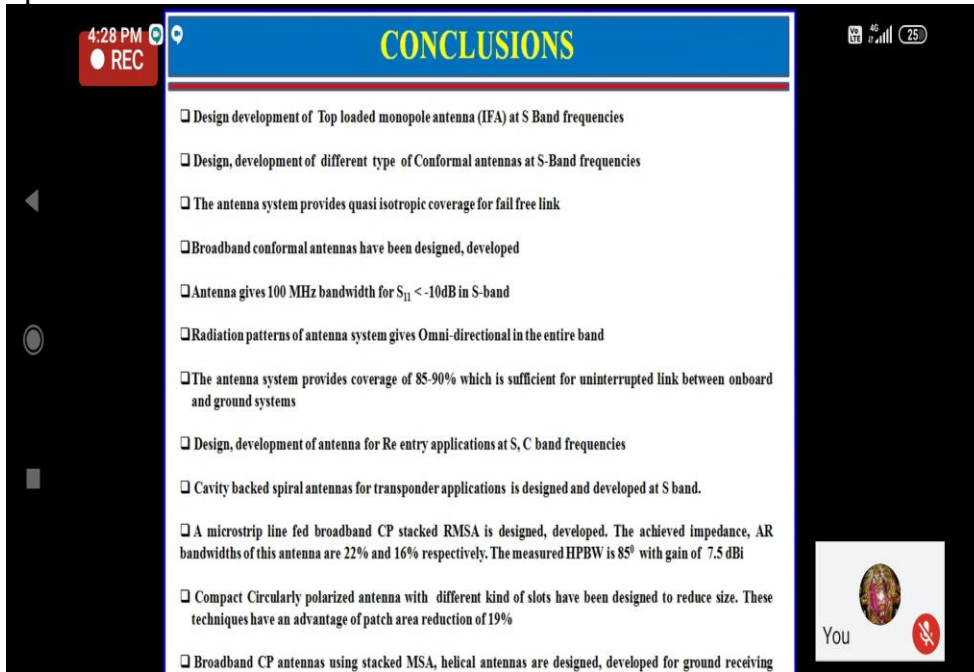 4:28 PM
REC
CONCLUSIONS
Vo LTE 4G 25
❑ Design development of Top loaded monopole antenna (IFA) at S Band frequencies
❑ Design, development of different type of Conformal antennas at S-Band frequencies
❑ The antenna system provides quasi isotropic coverage for fail free link
❑Broadband conformal antennas have been designed, developed
❑Antenna gives 100 MHz bandwidth for S₁₁ < -10dB in S-band
❑Radiation patterns of antenna system gives Omni-directional in the entire band
❑The antenna system provides coverage of 85-90% which is sufficient for uninterrupted link between onboard
and ground systems
❑ Design, development of antenna for Re entry applications at S, C band frequencies
❑ Cavity backed spiral antennas for transponder applications is designed and developed at S band.
❑ A microstrip line fed broadband CP stacked RMSA is designed, developed. The achieved impedance, AR
bandwidths of this antenna are 22% and 16% respectively. The measured HPBW is 85⁰ with gain of 7.5 dBi
❑ Compact Circularly polarized antenna with different kind of slots have been designed to reduce size. These
techniques have an advantage of patch area reduction of 19%
❑ Broadband CP antennas using stacked MSA, helical antennas are designed, developed for ground receiving
You